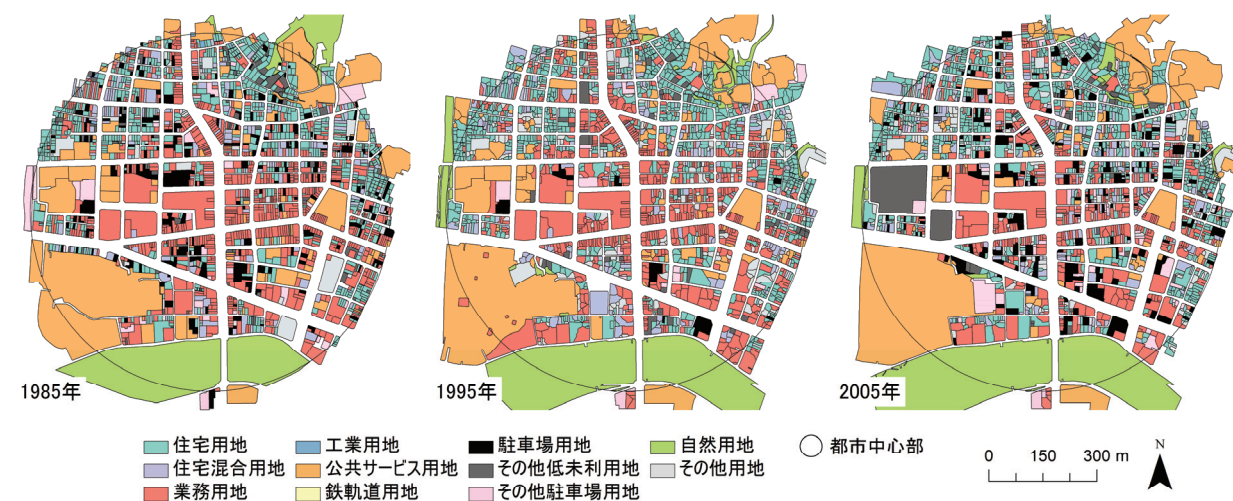 1985年
1995年
2005年
住宅用地
工業用地
駐車場用地
自然用地
都市中心部
住宅混合用地
公共サービス用地
その他低未利用地
その他用地
業務用地
鉄軌道用地
その他駐車場用地
0 150 300 m
N